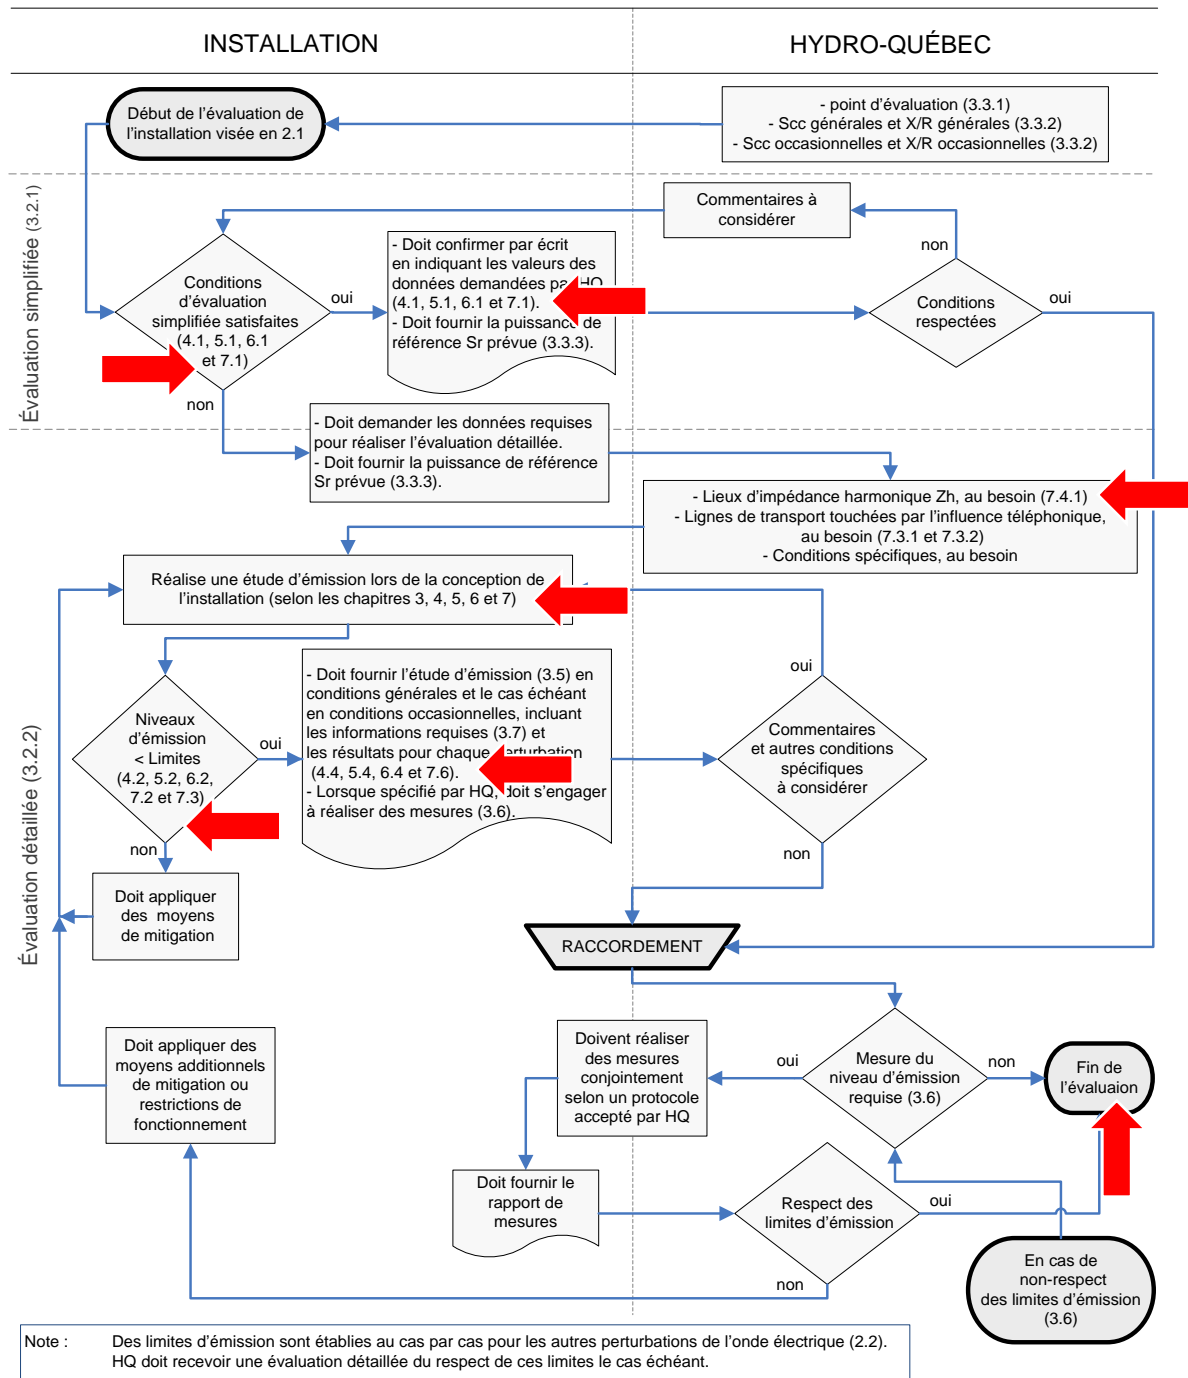 INSTALLATION
HYDRO-QUÉBEC
Début de l'évaluation de
l'installation visée en 2.1
- point d'évaluation (3.3.1)
- Scc générales et X/R générales (3.3.2)
- Scc occasionnelles et X/R occasionnelles (3.3.2)
Évaluation simplifiée (3.2.1)
Commentaires à
considérer
non
Conditions
d'évaluation
simplifiée satisfaites
(4.1, 5.1, 6.1
et 7.1)
oui
- Doit confirmer par écrit
en indiquant les valeurs des
données demandées par HQ
(4.1, 5.1, 6.1 et 7.1).
- Doit fournir la puissance de
référence Sr prévue (3.3.3).
Conditions
respectées
oui
non
- Doit demander les données requises
pour réaliser l'évaluation détaillée.
- Doit fournir la puissance de référence
Sr prévue (3.3.3).
- Lieux d'impédance harmonique Zh, au besoin (7.4.1)
- Lignes de transport touchées par l'influence téléphonique,
au besoin (7.3.1 et 7.3.2)
- Conditions spécifiques, au besoin
Évaluation détaillée (3.2.2)
Réalise une étude d'émission lors de la conception de
l'installation (selon les chapitres 3, 4, 5, 6 et 7)
Niveaux
d'émission
< Limites
(4.2, 5.2, 6.2,
7.2 et 7.3)
oui
- Doit fournir l'étude d'émission (3.5) en
conditions générales et le cas échéant
en conditions occasionnelles, incluant
les informations requises (3.7) et
les résultats pour chaque perturbation
(4.4, 5.4, 6.4 et 7.6).
- Lorsque spécifié par HQ, doit s'engager
à réaliser des mesures (3.6).
oui
Commentaires
et autres conditions
spécifiques
à considérer
non
non
Doit appliquer
des moyens
de mitigation
RACCORDEMENT
Doit appliquer des
moyens additionnels
de mitigation ou
restrictions de
fonctionnement
Doivent réaliser
des mesures
conjointement
selon un protocole
accepté par HQ
oui
Mesure du
niveau d'émission
requise (3.6)
non
Fin de
l'évaluaion
Doit fournir le
rapport de
mesures
Respect des
limites d'émission
oui
non
En cas de
non-respect
des limites d'émission
(3.6)
Note : Des limites d'émission sont établies au cas par cas pour les autres perturbations de l'onde électrique (2.2).
HQ doit recevoir une évaluation détaillée du respect de ces limites le cas échéant.